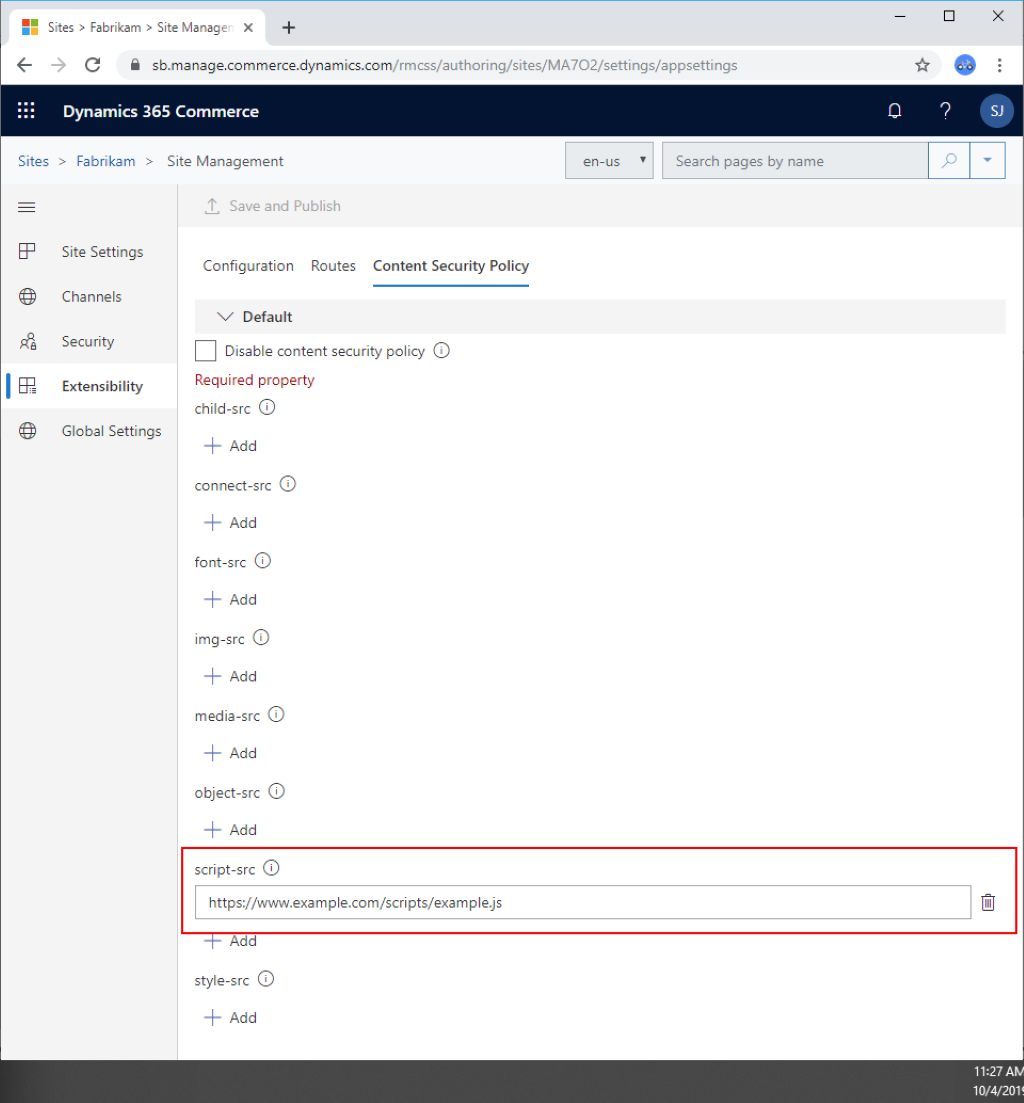 Sites > Fabrikam > Site Managem
sb.manage.commerce.dynamics.com/rmcss/authoring/sites/MA7O2/settings/appsettings
Dynamics 365 Commerce
? SJ
Sites > Fabrikam > Site Management
en-us
Search pages by name
Save and Publish
Site Settings
Channels
Security
Extensibility
Global Settings
Configuration Routes Content Security Policy
Default
Disable content security policy
Required property
child-src
Add
connect-src
Add
font-src
Add
img-src
Add
media-src
Add
object-src
Add
script-src
https://www.example.com/scripts/example.js
Add
style-src
Add
11:27 AM
10/4/2019